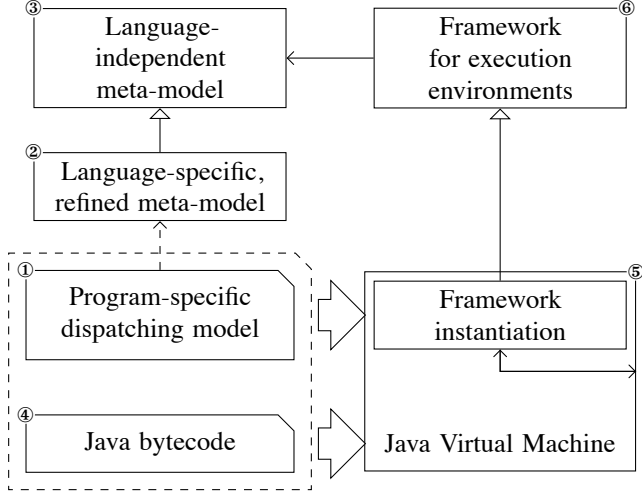 ③
Language-
independent
meta-model
⑥
Framework
for execution
environments
②
Language-specific,
refined meta-model
①
Program-specific
dispatching model
⑤
Framework
instantiation
④
Java bytecode
Java Virtual Machine